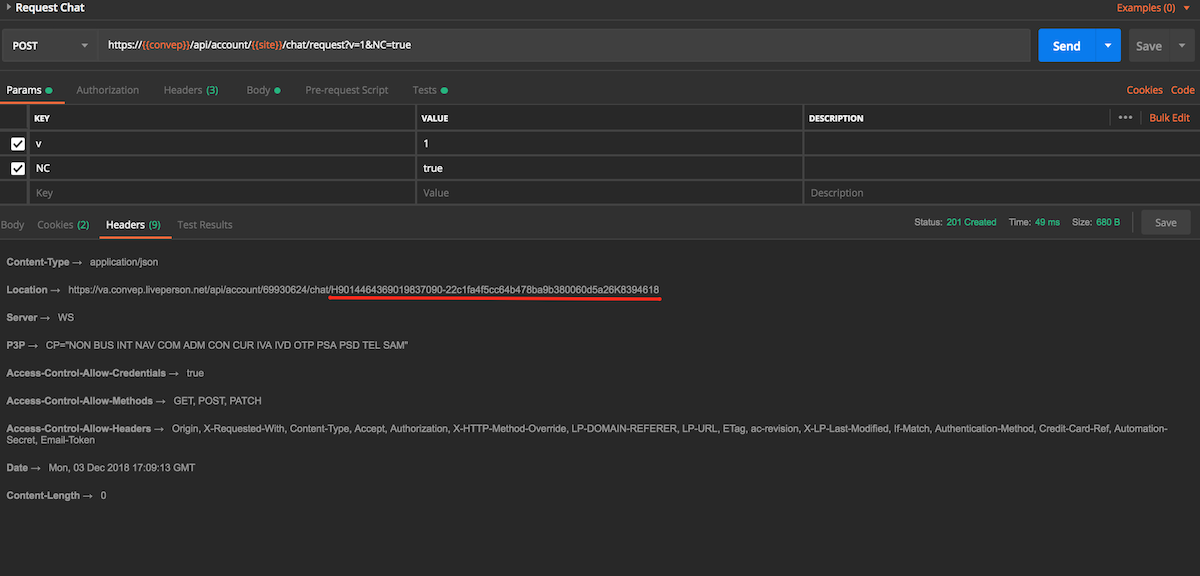 Request Chat Examples (0)
POST https://{{convep}}/api/account/{{site}}/chat/request?v=1&NC=true Send Save
Params Authorization Headers (3) Body Pre-request Script Tests Cookies Code
KEY VALUE DESCRIPTION ••• Bulk Edit
v 1
NC true
Key Value Description
Body Cookies (2) Headers (9) Test Results Status: 201 Created Time: 49 ms Size: 680 B Save
Content-Type → application/json
Location → https://va.convep.liveperson.net/api/account/69930624/chat/H9014464369019837090-22c1fa4f5cc64b478ba9b380060d5a26K8394618
Server → WS
P3P → CP="NON BUS INT NAV COM ADM CON CUR IVA IVD OTP PSA PSD TEL SAM"
Access-Control-Allow-Credentials → true
Access-Control-Allow-Methods → GET, POST, PATCH
Access-Control-Allow-Headers → Origin, X-Requested-With, Content-Type, Accept, Authorization, X-HTTP-Method-Override, LP-DOMAIN-REFERER, LP-URL, ETag, ac-revision, X-LP-Last-Modified, If-Match, Authentication-Method, Credit-Card-Ref, Automation-
Secret, Email-Token
Date → Mon, 03 Dec 2018 17:09:13 GMT
Content-Length → 0